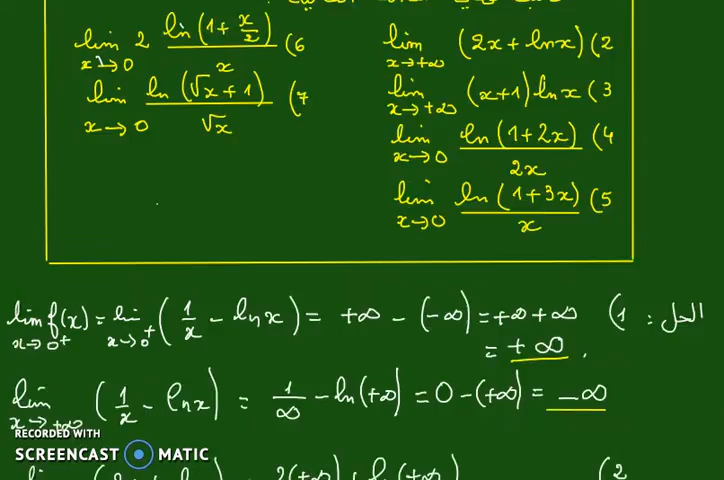 lim x→+∞ (2x + ln x) (2
lim x→+∞ (x+1) ln x (3
lim x→0 ln(1+2x) / 2x (4
lim x→0 ln(1+3x) / x (5
lim x→0 2 ln(1+x/2) / x (6
lim x→0 ln(√x+1) / √x (7
الحل : 1) lim x→0⁺ f(x) = lim x→0⁺ (1/x - ln x) = +∞ - (-∞) = +∞ + ∞
= +∞ .
lim x→+∞ (1/x - ln x) = 1/∞ - ln(+∞) = 0 - (+∞) = -∞
RECORDED WITH
SCREENCAST MATIC
(2